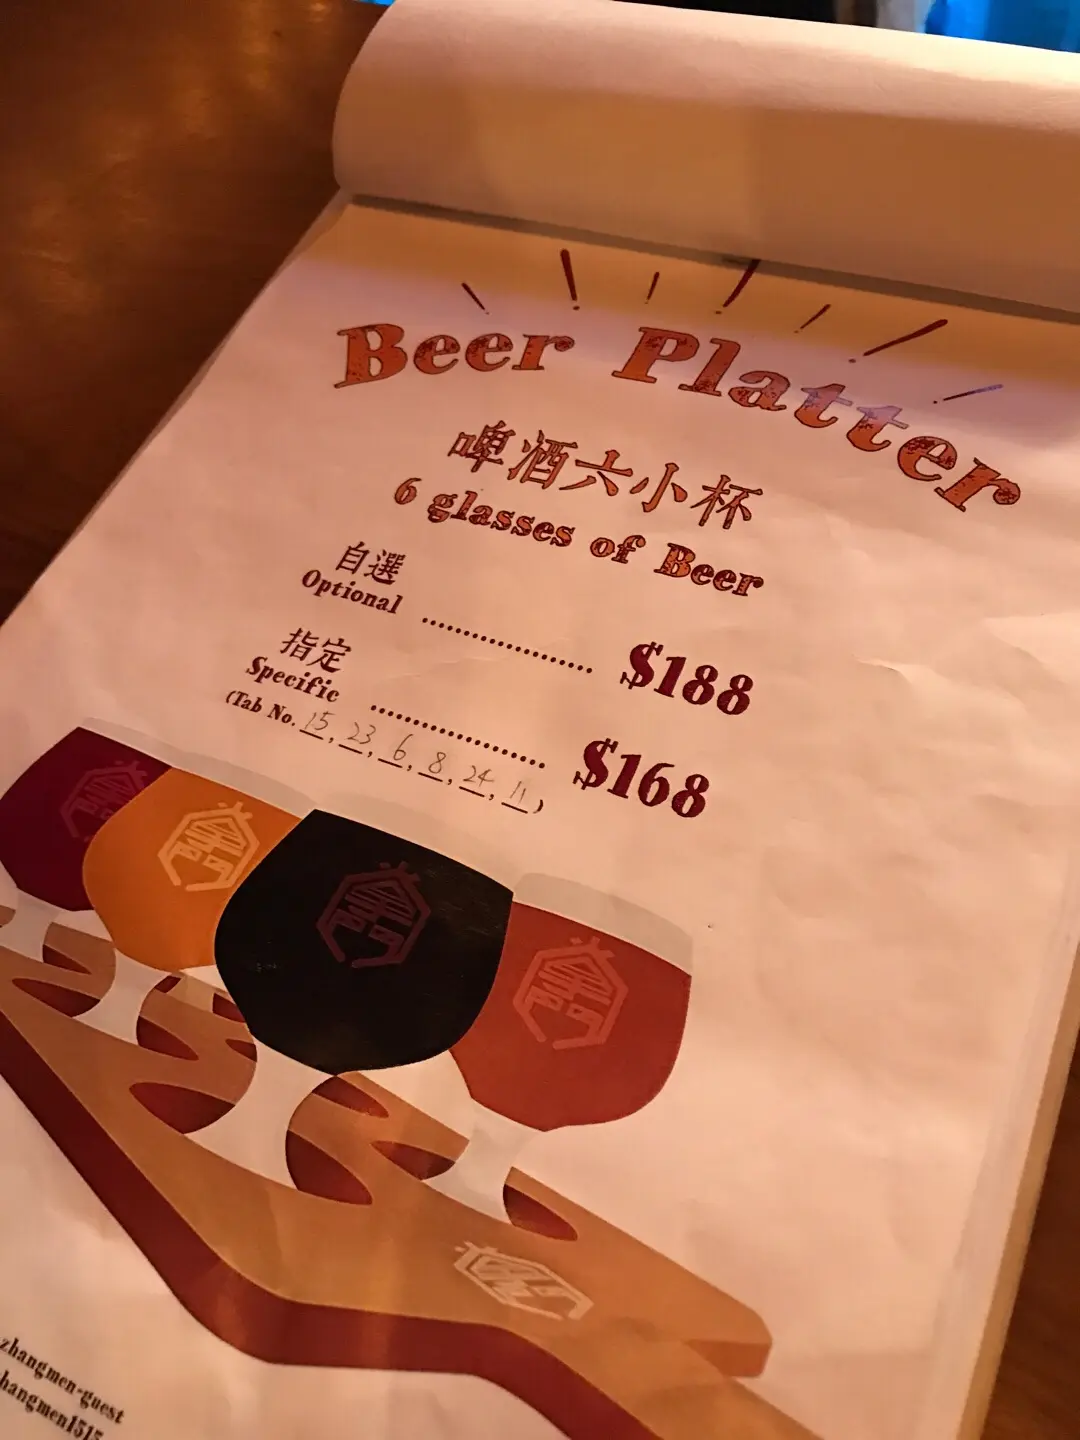 Beer Platter
啤酒六小杯
6 glasses of Beer
自選
Optional ........................ $188
指定
Specific ........................ $168
(Tab No. 15, 23, 6, 8, 24, 11)
zhangmen-guest
hangmen1515